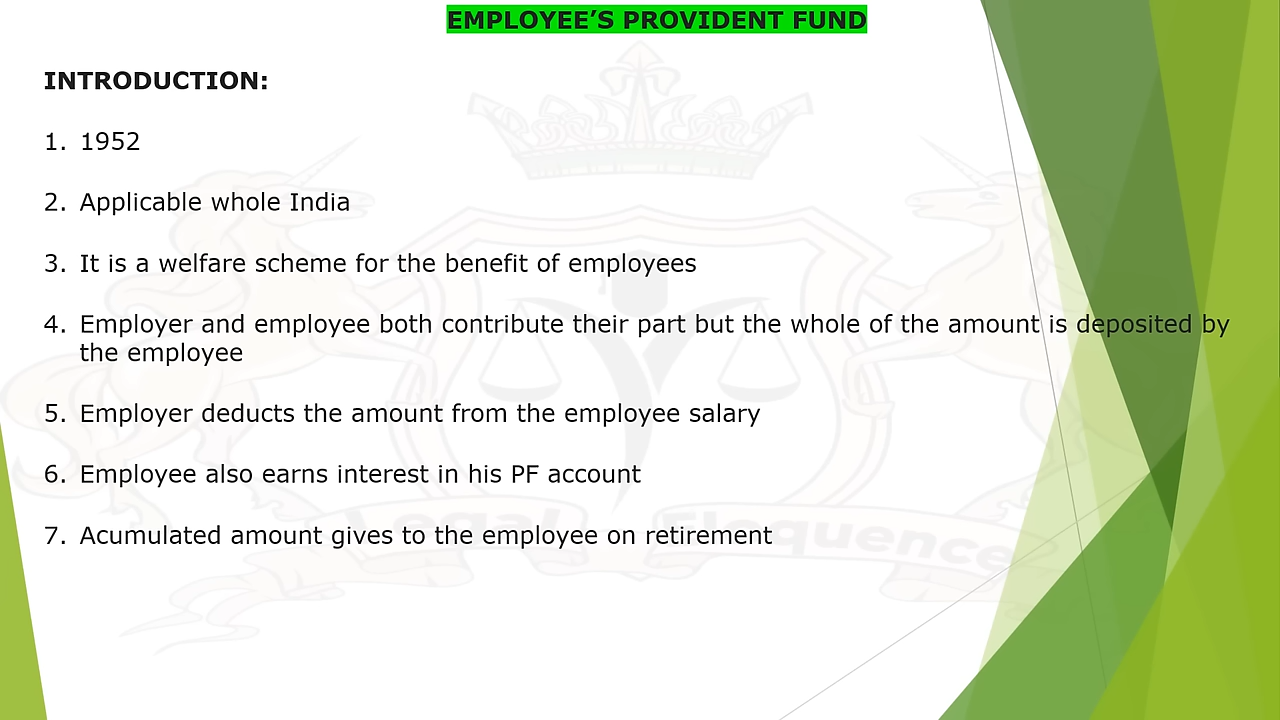 EMPLOYEE’S PROVIDENT FUND
INTRODUCTION:
1. 1952
2. Applicable whole India
3. It is a welfare scheme for the benefit of employees
4. Employer and employee both contribute their part but the whole of the amount is deposited by
the employee
5. Employer deducts the amount from the employee salary
6. Employee also earns interest in his PF account
7. Acumulated amount gives to the employee on retirement
Legal Eloquence